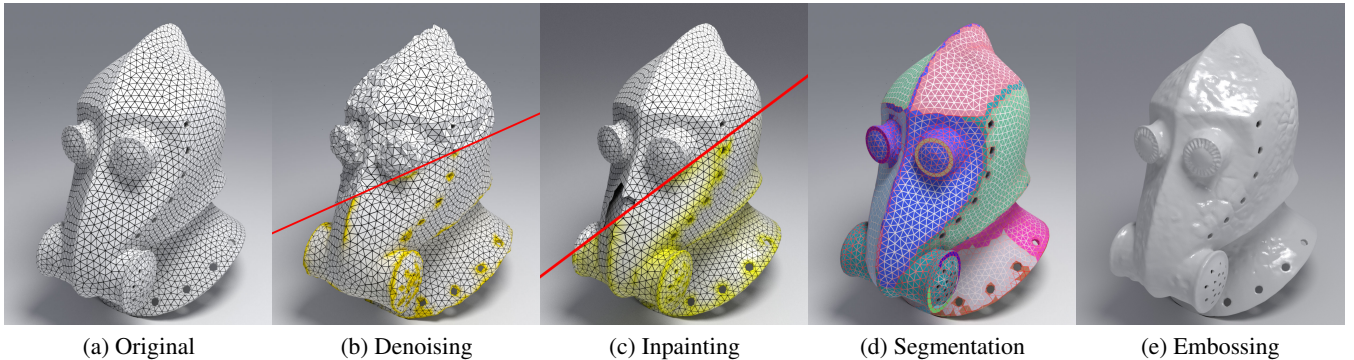 (a) Original
(b) Denoising
(c) Inpainting
(d) Segmentation
(e) Embossing